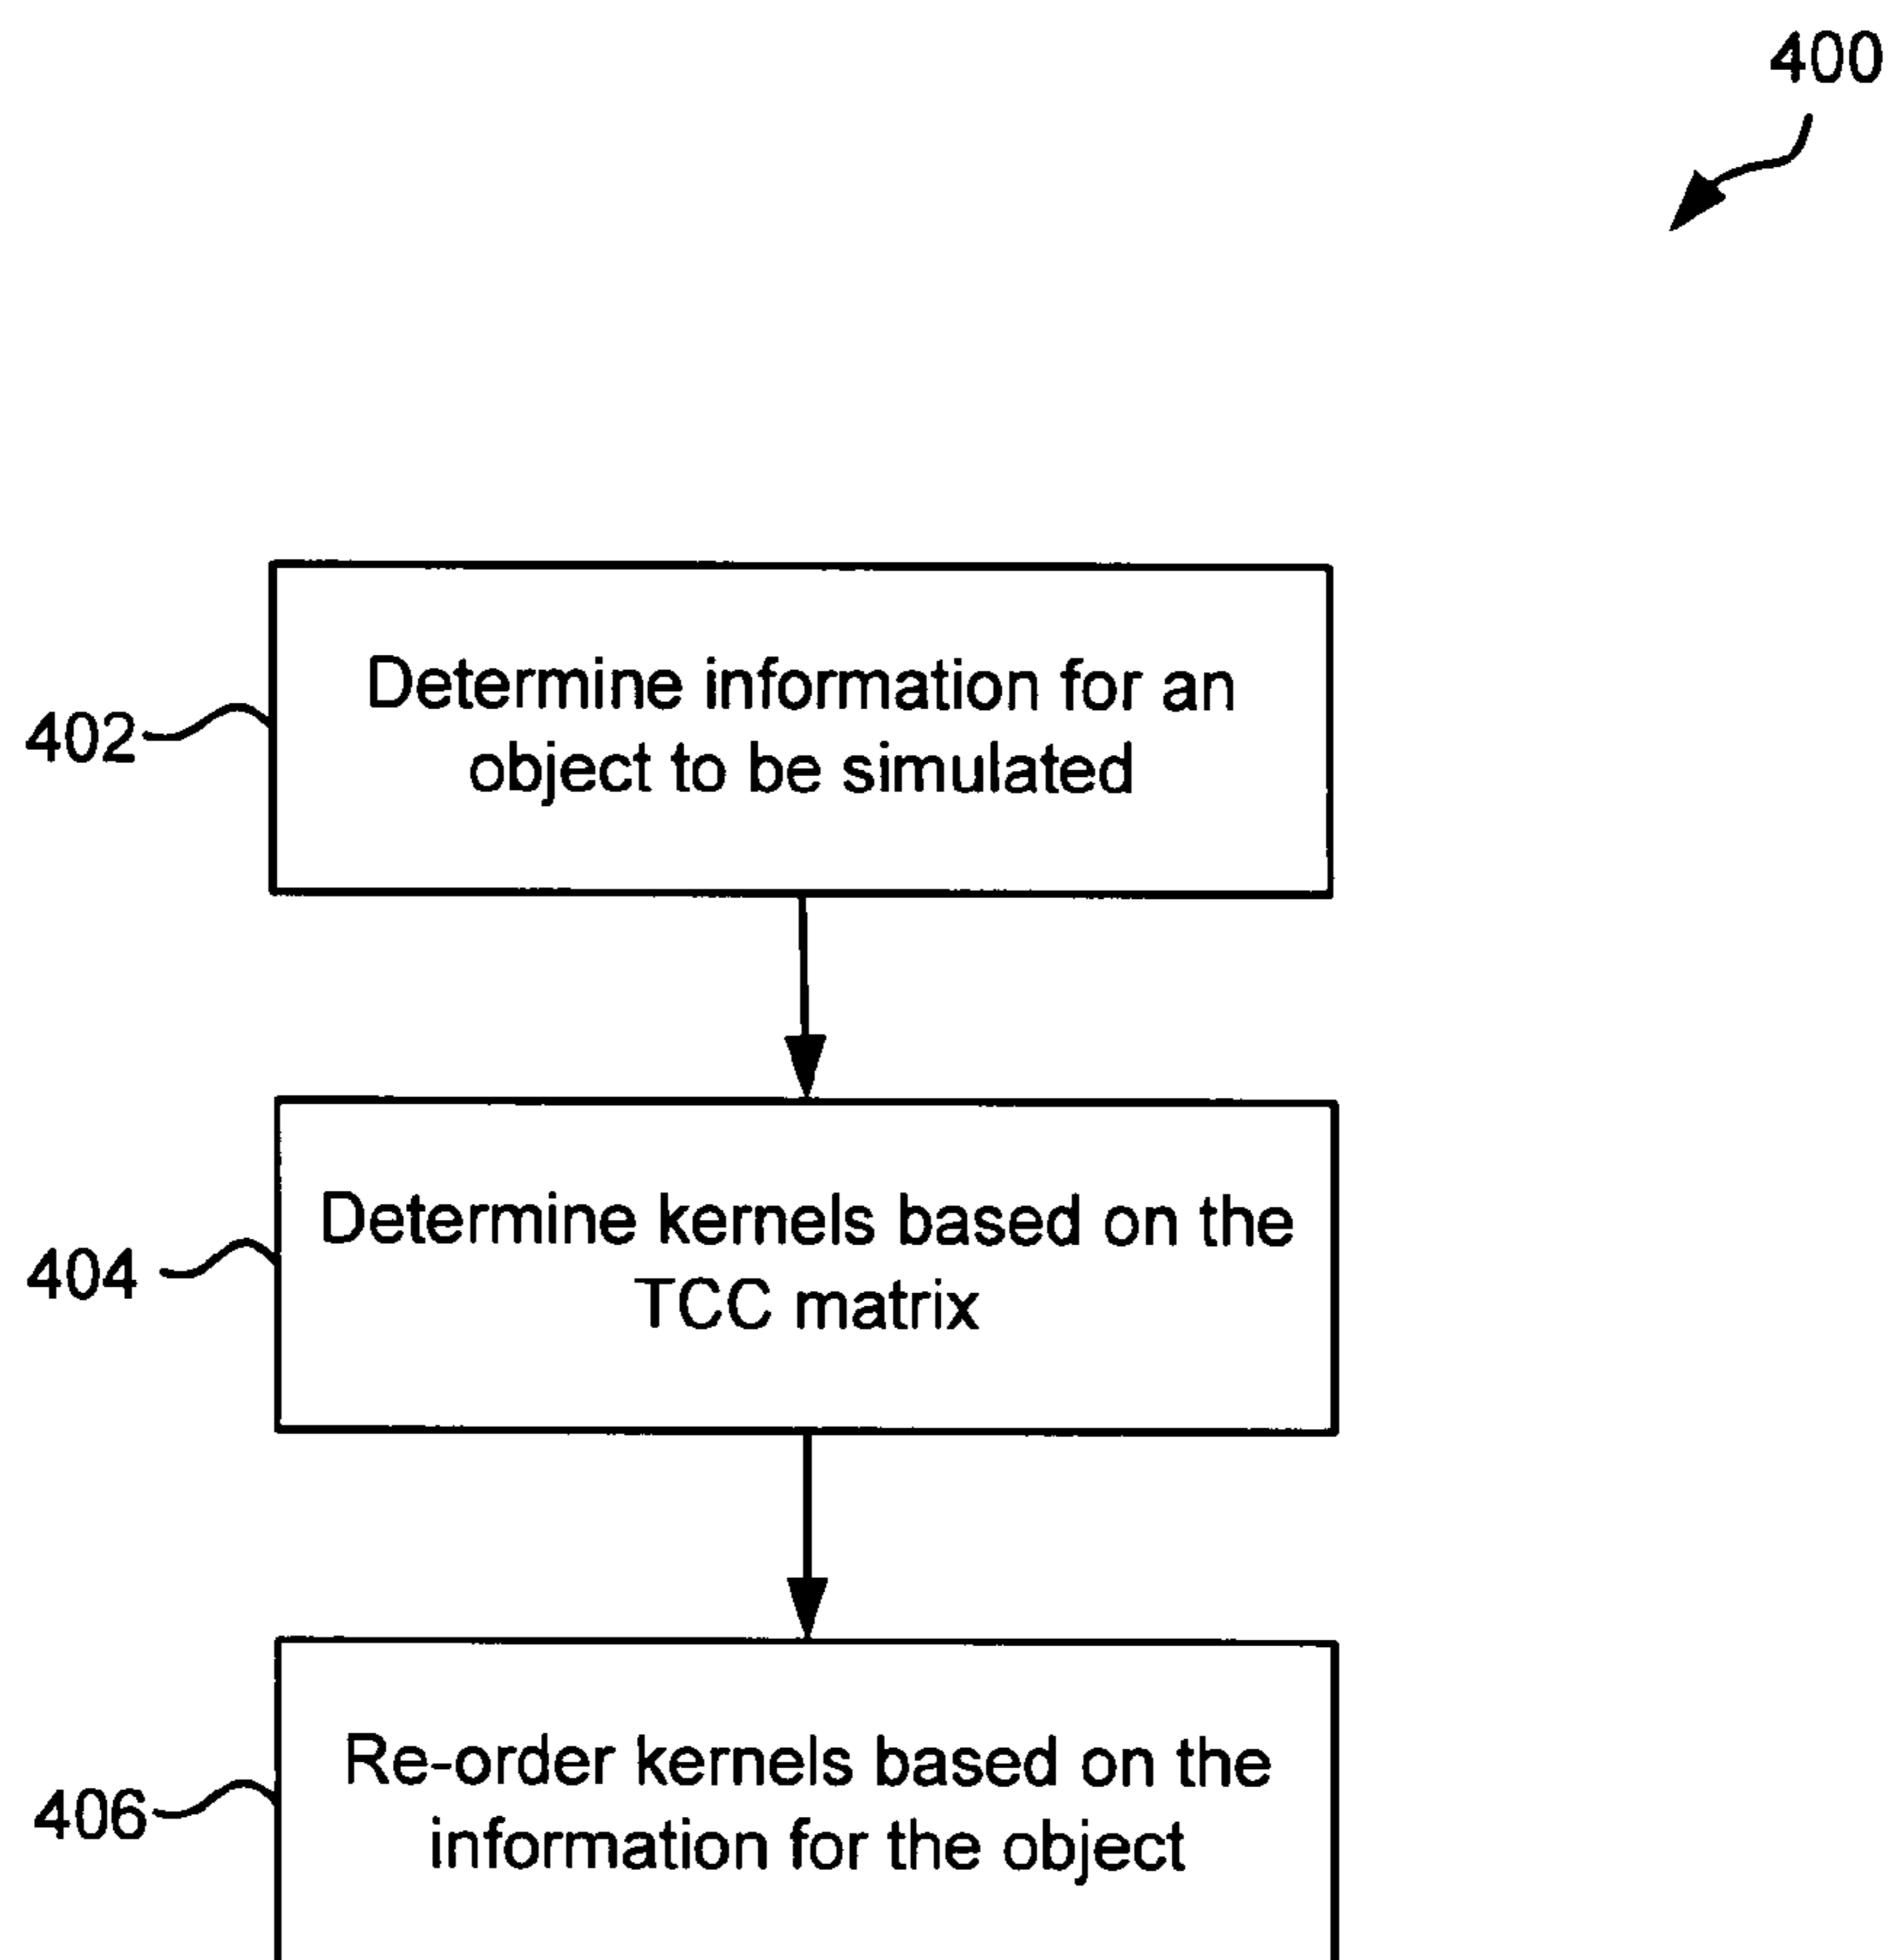 400
402
Determine information for an
object to be simulated
404
Determine kernels based on the
TCC matrix
406
Re-order kernels based on the
information for the object